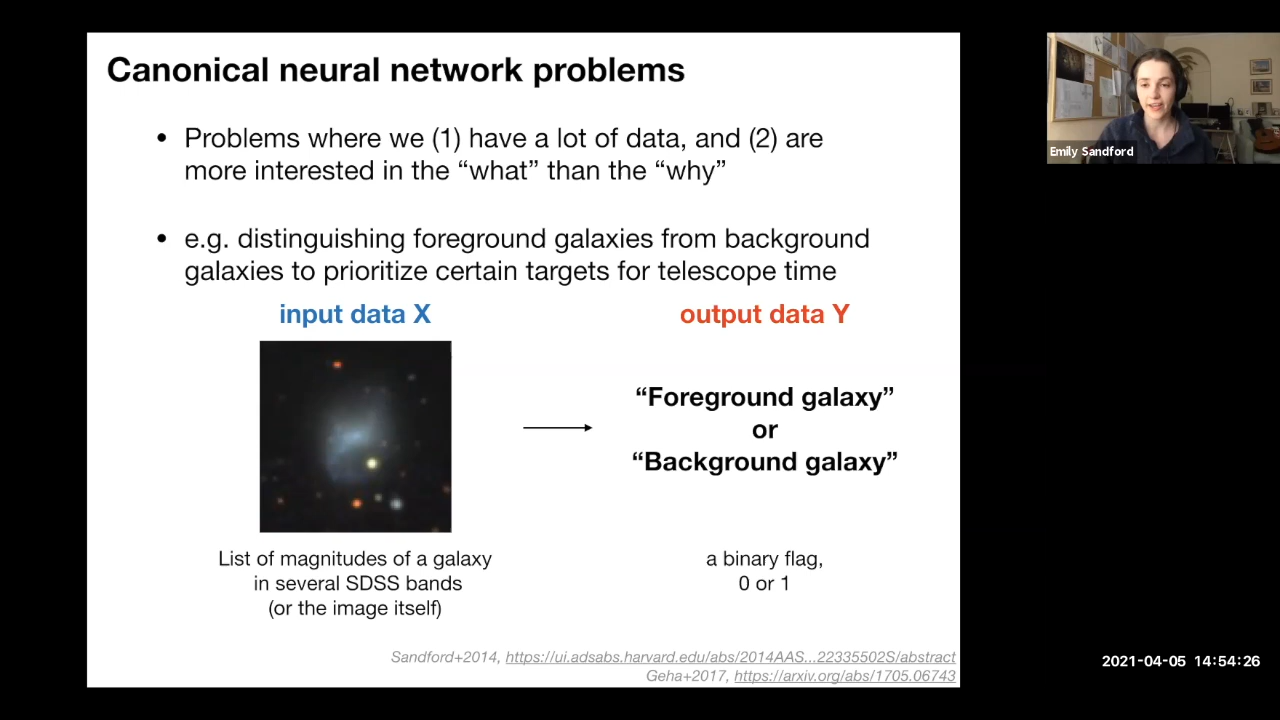 Canonical neural network problems
• Problems where we (1) have a lot of data, and (2) are
more interested in the “what” than the “why”
• e.g. distinguishing foreground galaxies from background
galaxies to prioritize certain targets for telescope time
input data X
output data Y
“Foreground galaxy”
or
“Background galaxy”
List of magnitudes of a galaxy
in several SDSS bands
(or the image itself)
a binary flag,
0 or 1
Sandford+2014, https://ui.adsabs.harvard.edu/abs/2014AAS...22335502S/abstract
Geha+2017, https://arxiv.org/abs/1705.06743
Emily Sandford
2021-04-05 14:54:26